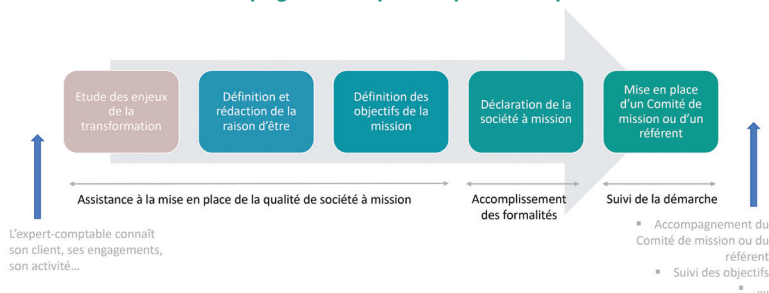 Etude des enjeux
de la
transformation
Définition et
rédaction de la
raison d'être
Définition des
objectifs de la
mission
Déclaration de la
société à mission
Mise en place
d'un Comité de
mission ou d'un
référent
Assistance à la mise en place de la qualité de société à mission
Accomplissement
des formalités
Suivi de la démarche
L'expert-comptable connaît
son client, ses engagements,
son activité…
▪ Accompagnement du
Comité de mission ou du
référent
▪ Suivi des objectifs
▪ ….